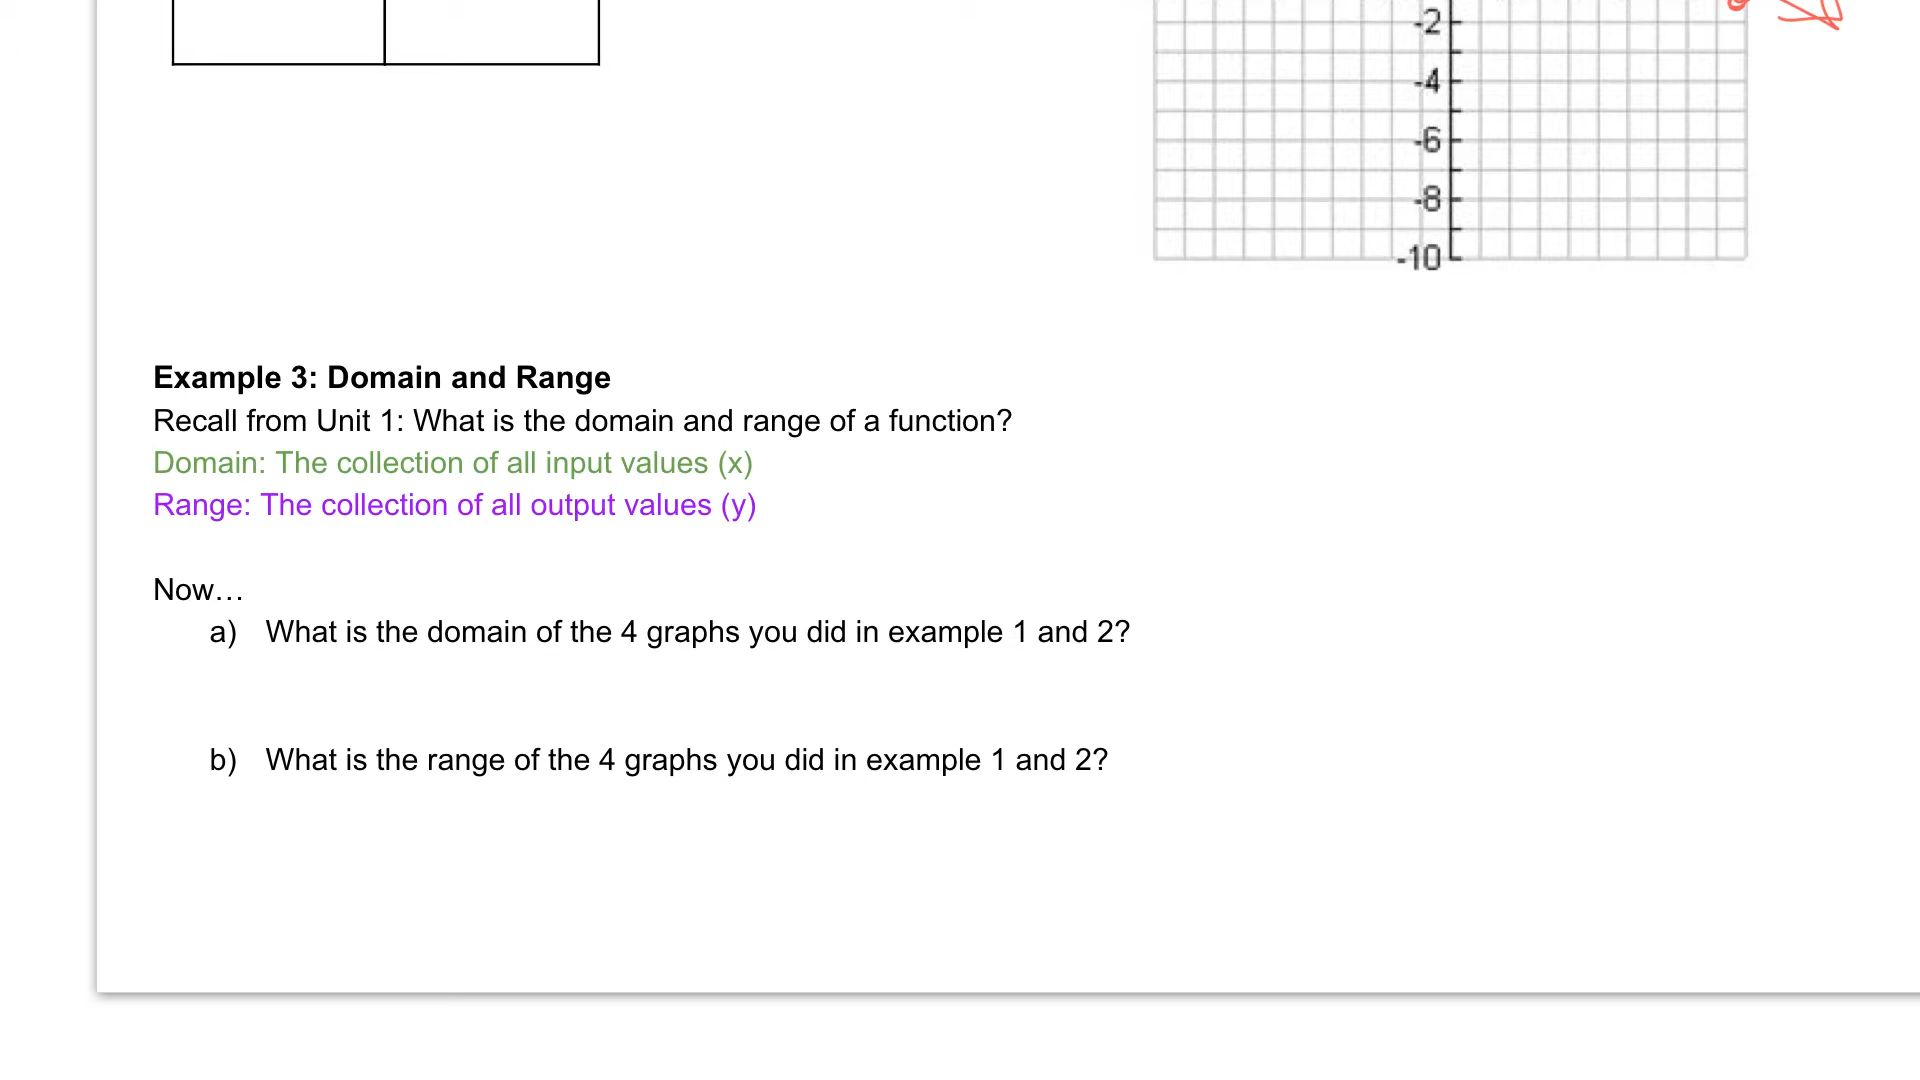 -2
-4
-6
-8
-10
Example 3: Domain and Range
Recall from Unit 1: What is the domain and range of a function?
Domain: The collection of all input values (x)
Range: The collection of all output values (y)
Now…
a) What is the domain of the 4 graphs you did in example 1 and 2?
b) What is the range of the 4 graphs you did in example 1 and 2?